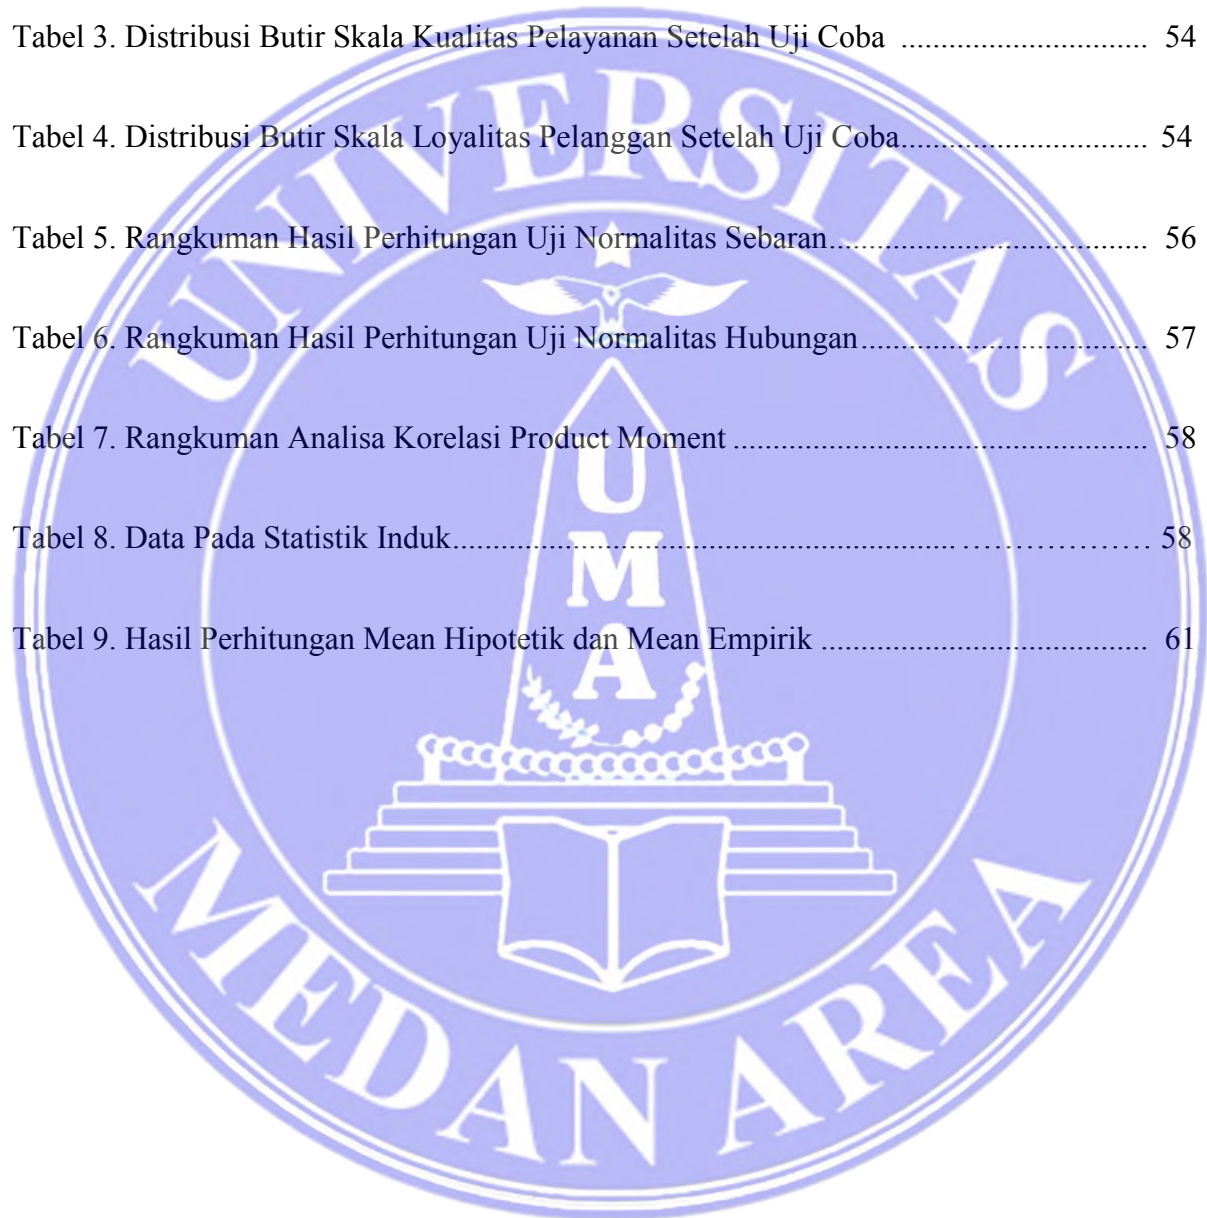 Tabel 3. Distribusi Butir Skala Kualitas Pelayanan Setelah Uji Coba ............................... 54
Tabel 4. Distribusi Butir Skala Loyalitas Pelanggan Setelah Uji Coba............................... 54
Tabel 5. Rangkuman Hasil Perhitungan Uji Normalitas Sebaran........................................ 56
Tabel 6. Rangkuman Hasil Perhitungan Uji Normalitas Hubungan.................................... 57
Tabel 7. Rangkuman Analisa Korelasi Product Moment .................................................... 58
Tabel 8. Data Pada Statistik Induk............................................................... .................. 58
Tabel 9. Hasil Perhitungan Mean Hipotetik dan Mean Empirik ......................................... 61
UNIVERSITAS
UMA
MEDAN AREA